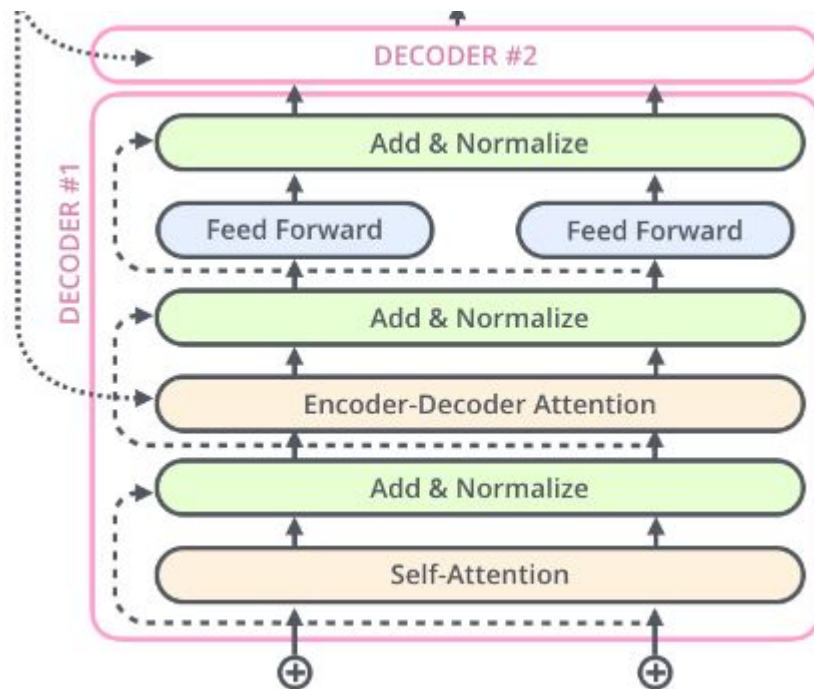 DECODER #2
DECODER #1
Add & Normalize
Feed Forward
Feed Forward
Add & Normalize
Encoder-Decoder Attention
Add & Normalize
Self-Attention